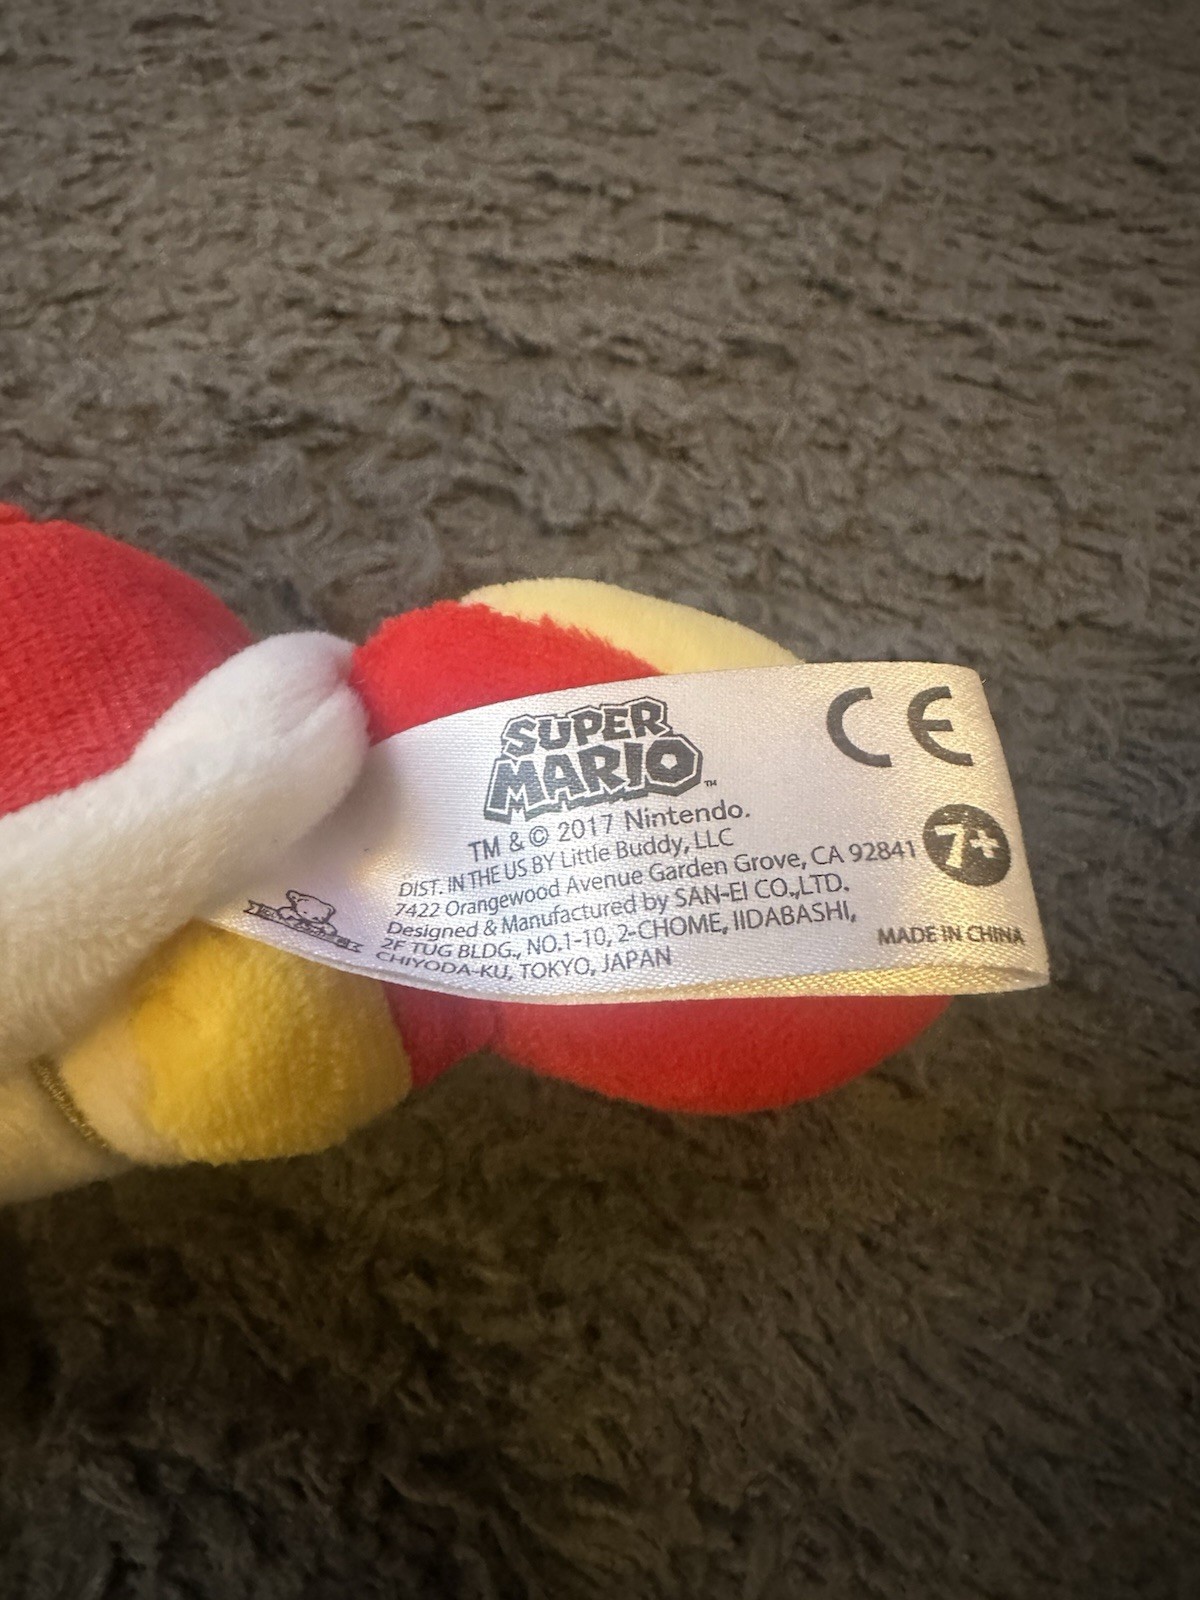 SUPER
MARIO™
TM & © 2017 Nintendo.
DIST. IN THE US BY Little Buddy, LLC
7422 Orangewood Avenue Garden Grove, CA 92841
Designed & Manufactured by SAN-EI CO.,LTD.
2F TUG BLDG., NO.1-10, 2-CHOME, IIDABASHI,
CHIYODA-KU, TOKYO, JAPAN
CE
7+
MADE IN CHINA